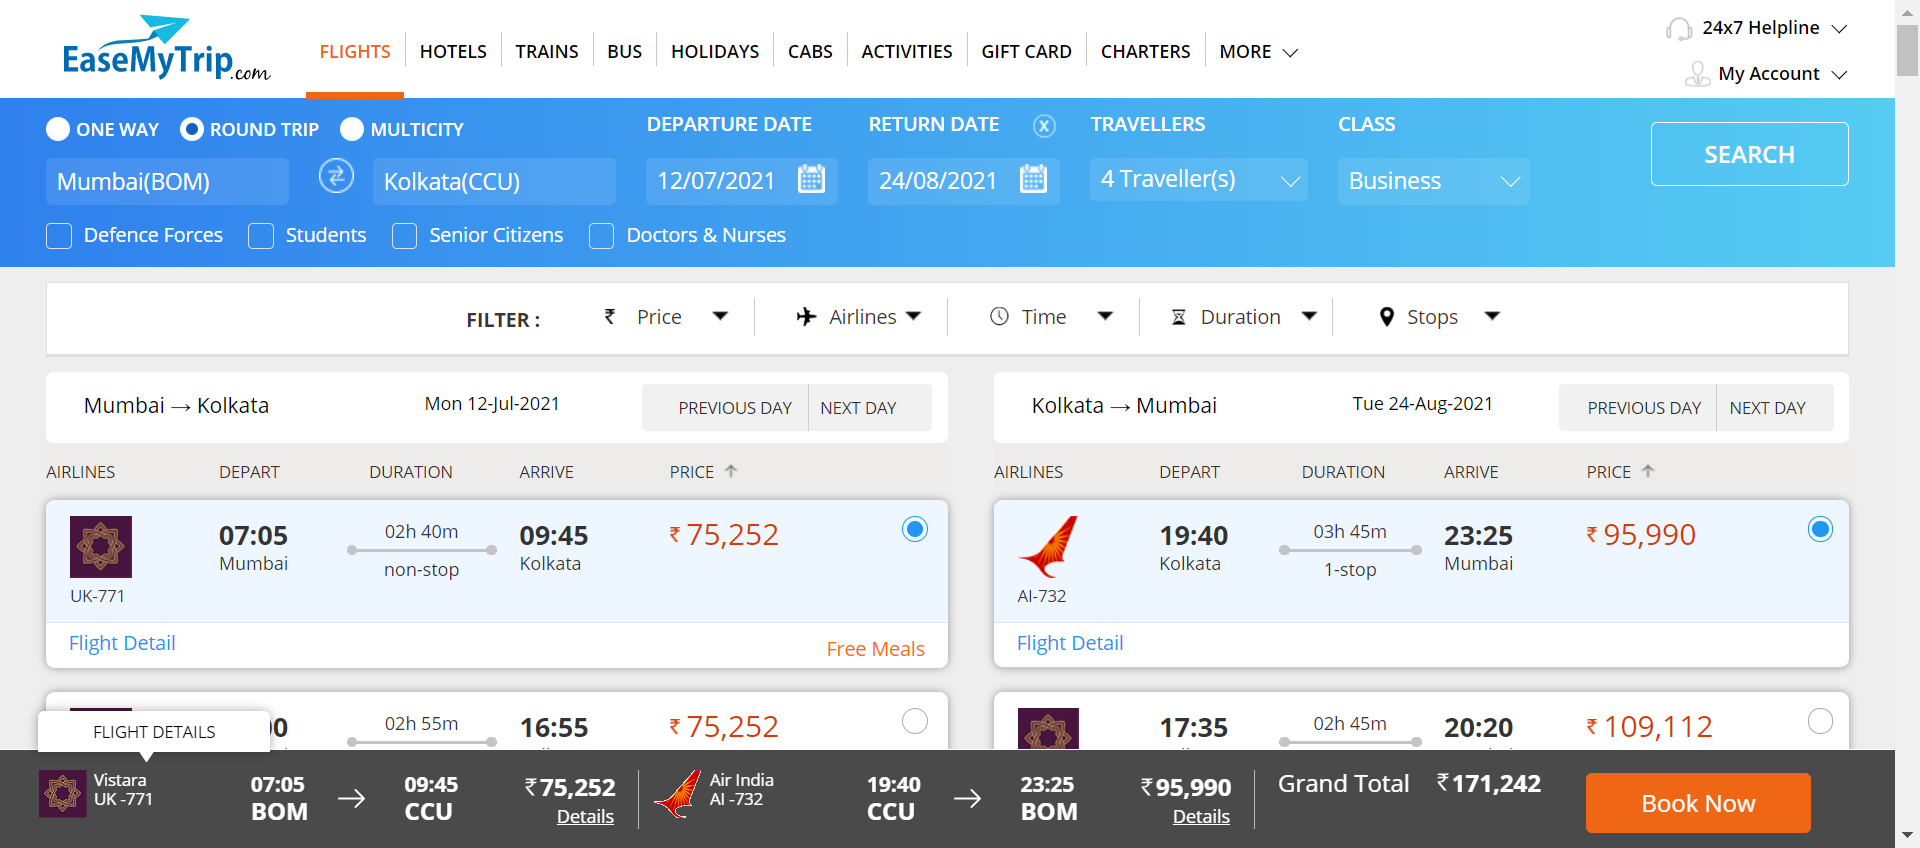 EaseMyTrip.com
FLIGHTS
HOTELS
TRAINS
BUS
HOLIDAYS
CABS
ACTIVITIES
GIFT CARD
CHARTERS
MORE
24x7 Helpline
My Account
ONE WAY
ROUND TRIP
MULTICITY
DEPARTURE DATE
RETURN DATE
X
TRAVELLERS
CLASS
Mumbai(BOM)
Kolkata(CCU)
12/07/2021
24/08/2021
4 Traveller(s)
Business
SEARCH
Defence Forces
Students
Senior Citizens
Doctors & Nurses
FILTER :
₹ Price
Airlines
Time
Duration
Stops
Mumbai → Kolkata
Mon 12-Jul-2021
PREVIOUS DAY
NEXT DAY
AIRLINES
DEPART
DURATION
ARRIVE
PRICE
UK-771
07:05
Mumbai
02h 40m
non-stop
09:45
Kolkata
₹ 75,252
Flight Detail
Free Meals
02h 55m
16:55
₹ 75,252
Kolkata → Mumbai
Tue 24-Aug-2021
PREVIOUS DAY
NEXT DAY
AIRLINES
DEPART
DURATION
ARRIVE
PRICE
AI-732
19:40
Kolkata
03h 45m
1-stop
23:25
Mumbai
₹ 95,990
Flight Detail
17:35
02h 45m
20:20
₹ 109,112
FLIGHT DETAILS
Vistara
UK -771
07:05
BOM
09:45
CCU
₹75,252
Details
Air India
AI -732
19:40
CCU
23:25
BOM
₹95,990
Details
Grand Total
₹171,242
Book Now